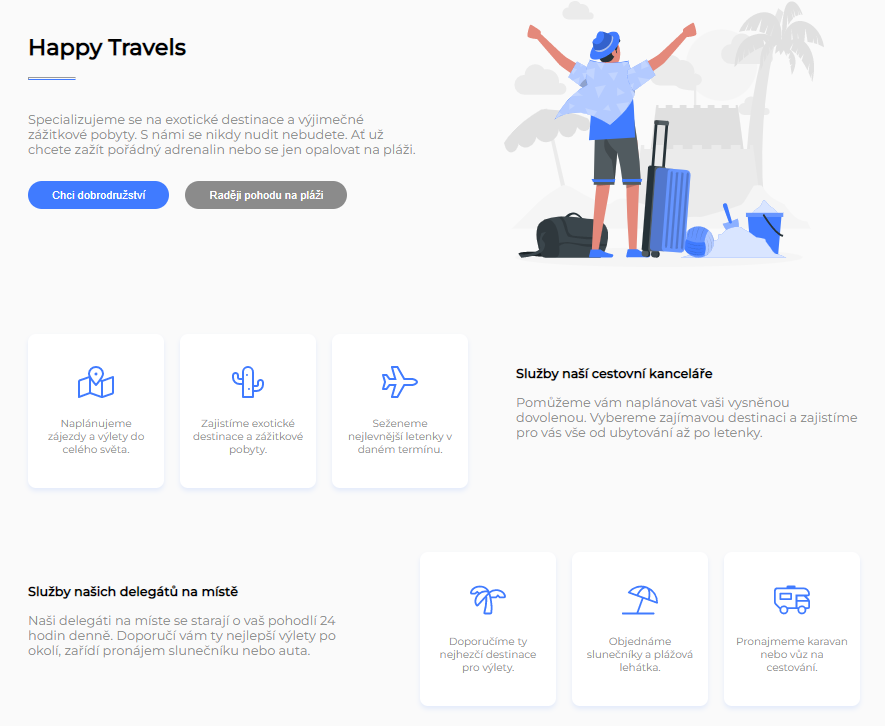 Happy Travels
Specializujeme se na exotické destinace a výjimečné
zážitkové pobyty. S námi se nikdy nudit nebudete. Ať už
chcete zažít pořádný adrenalin nebo se jen opalovat na pláži.
Chci dobrodružství
Raději pohodu na pláži
Naplánujeme
zájezdy a výlety do
celého světa.
Zajistíme exotické
destinace a zážitkové
pobyty.
Seženeme
nejlevnější letenky v
daném termínu.
Služby naší cestovní kanceláře
Pomůžeme vám naplánovat vaši vysněnou
dovolenou. Vybereme zajímavou destinaci a zajistíme
pro vás vše od ubytování až po letenky.
Služby našich delegátů na místě
Naši delegáti na míste se starají o vaš pohodlí 24
hodin denně. Doporučí vám ty nejlepší výlety po
okolí, zařídí pronájem slunečníku nebo auta.
Doporučíme ty
nejhezčí destinace
pro výlety.
Objednáme
slunečníky a plážová
lehátka.
Pronajmeme karavan
nebo vůz na
cestování.